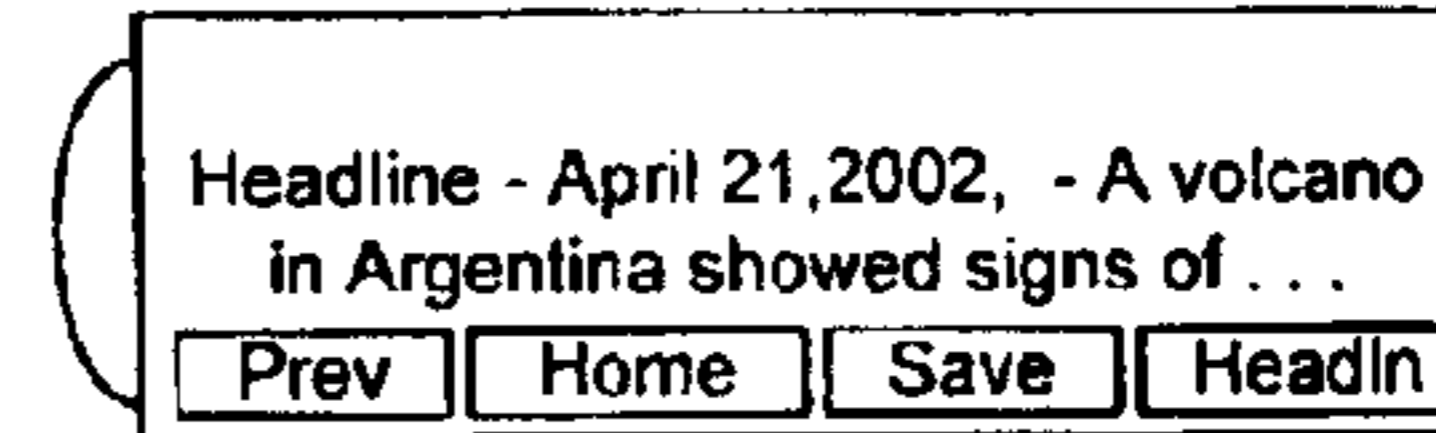 Headline - April 21,2002, - A volcano
in Argentina showed signs of . . .
Prev Home Save Headln